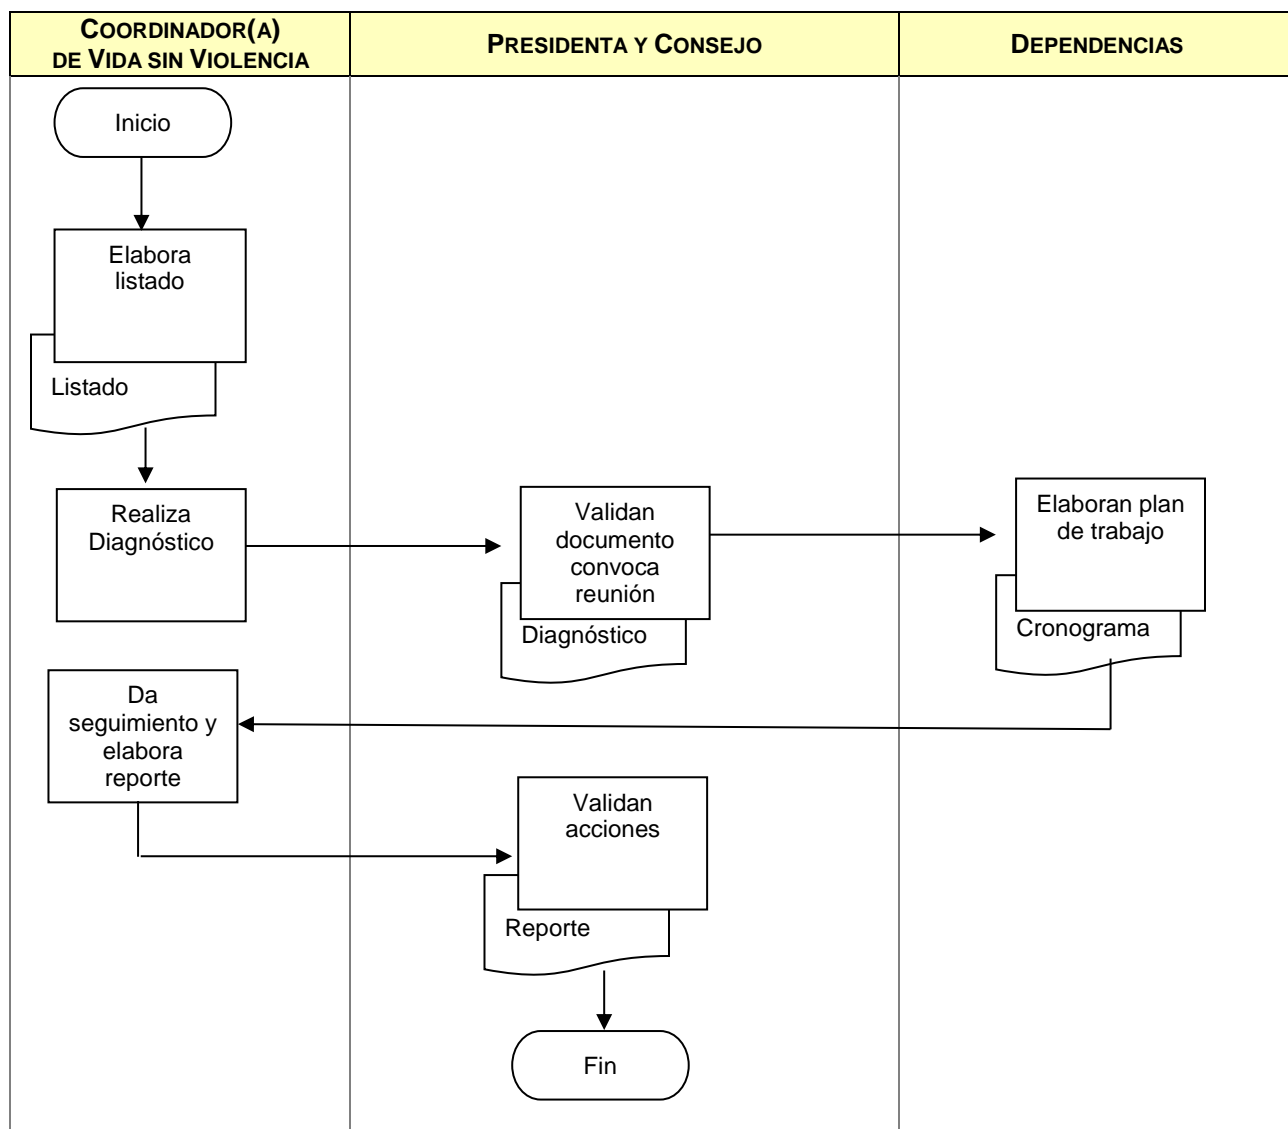 COORDINADOR(A)
DE VIDA SIN VIOLENCIA
PRESIDENTA Y CONSEJO
DEPENDENCIAS
Inicio
Elabora
listado
Listado
Realiza
Diagnóstico
Validan
documento
convoca
reunión
Diagnóstico
Elaboran plan
de trabajo
Cronograma
Da
seguimiento y
elabora
reporte
Validan
acciones
Reporte
Fin